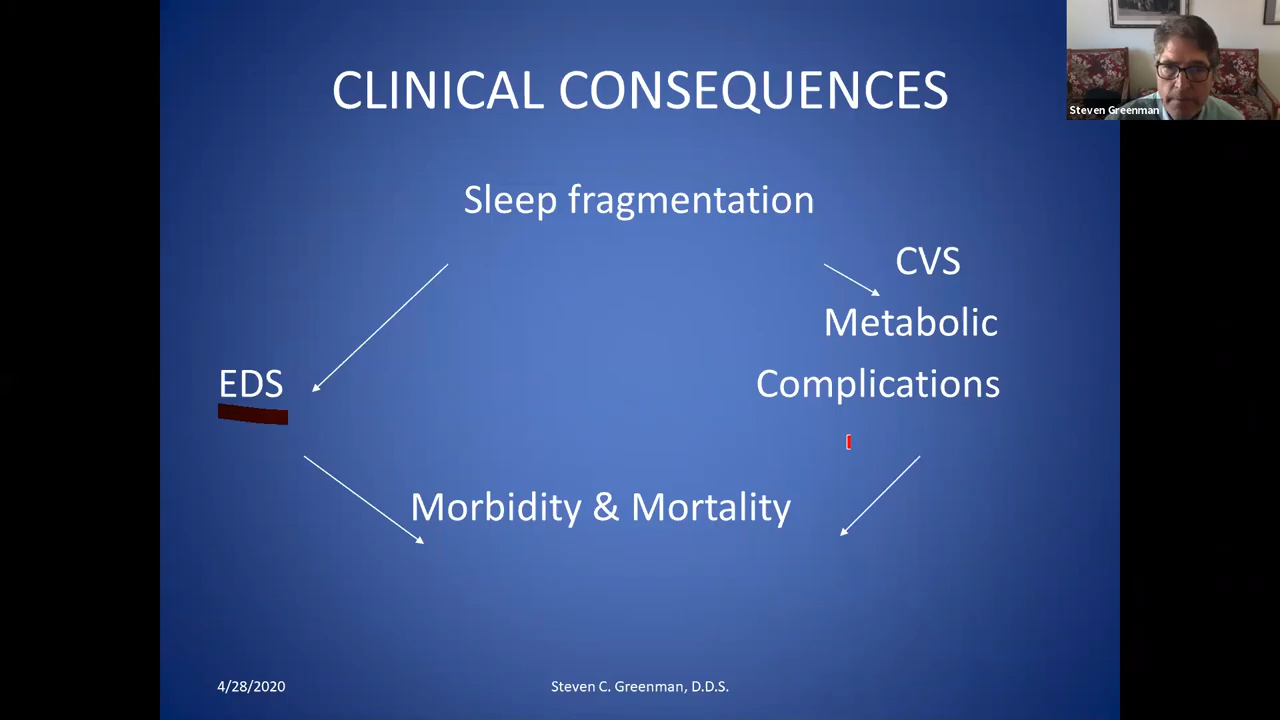 CLINICAL CONSEQUENCES
Steven Greenman
Sleep fragmentation
CVS
Metabolic
EDS
Complications
Morbidity & Mortality
4/28/2020
Steven C. Greenman, D.D.S.